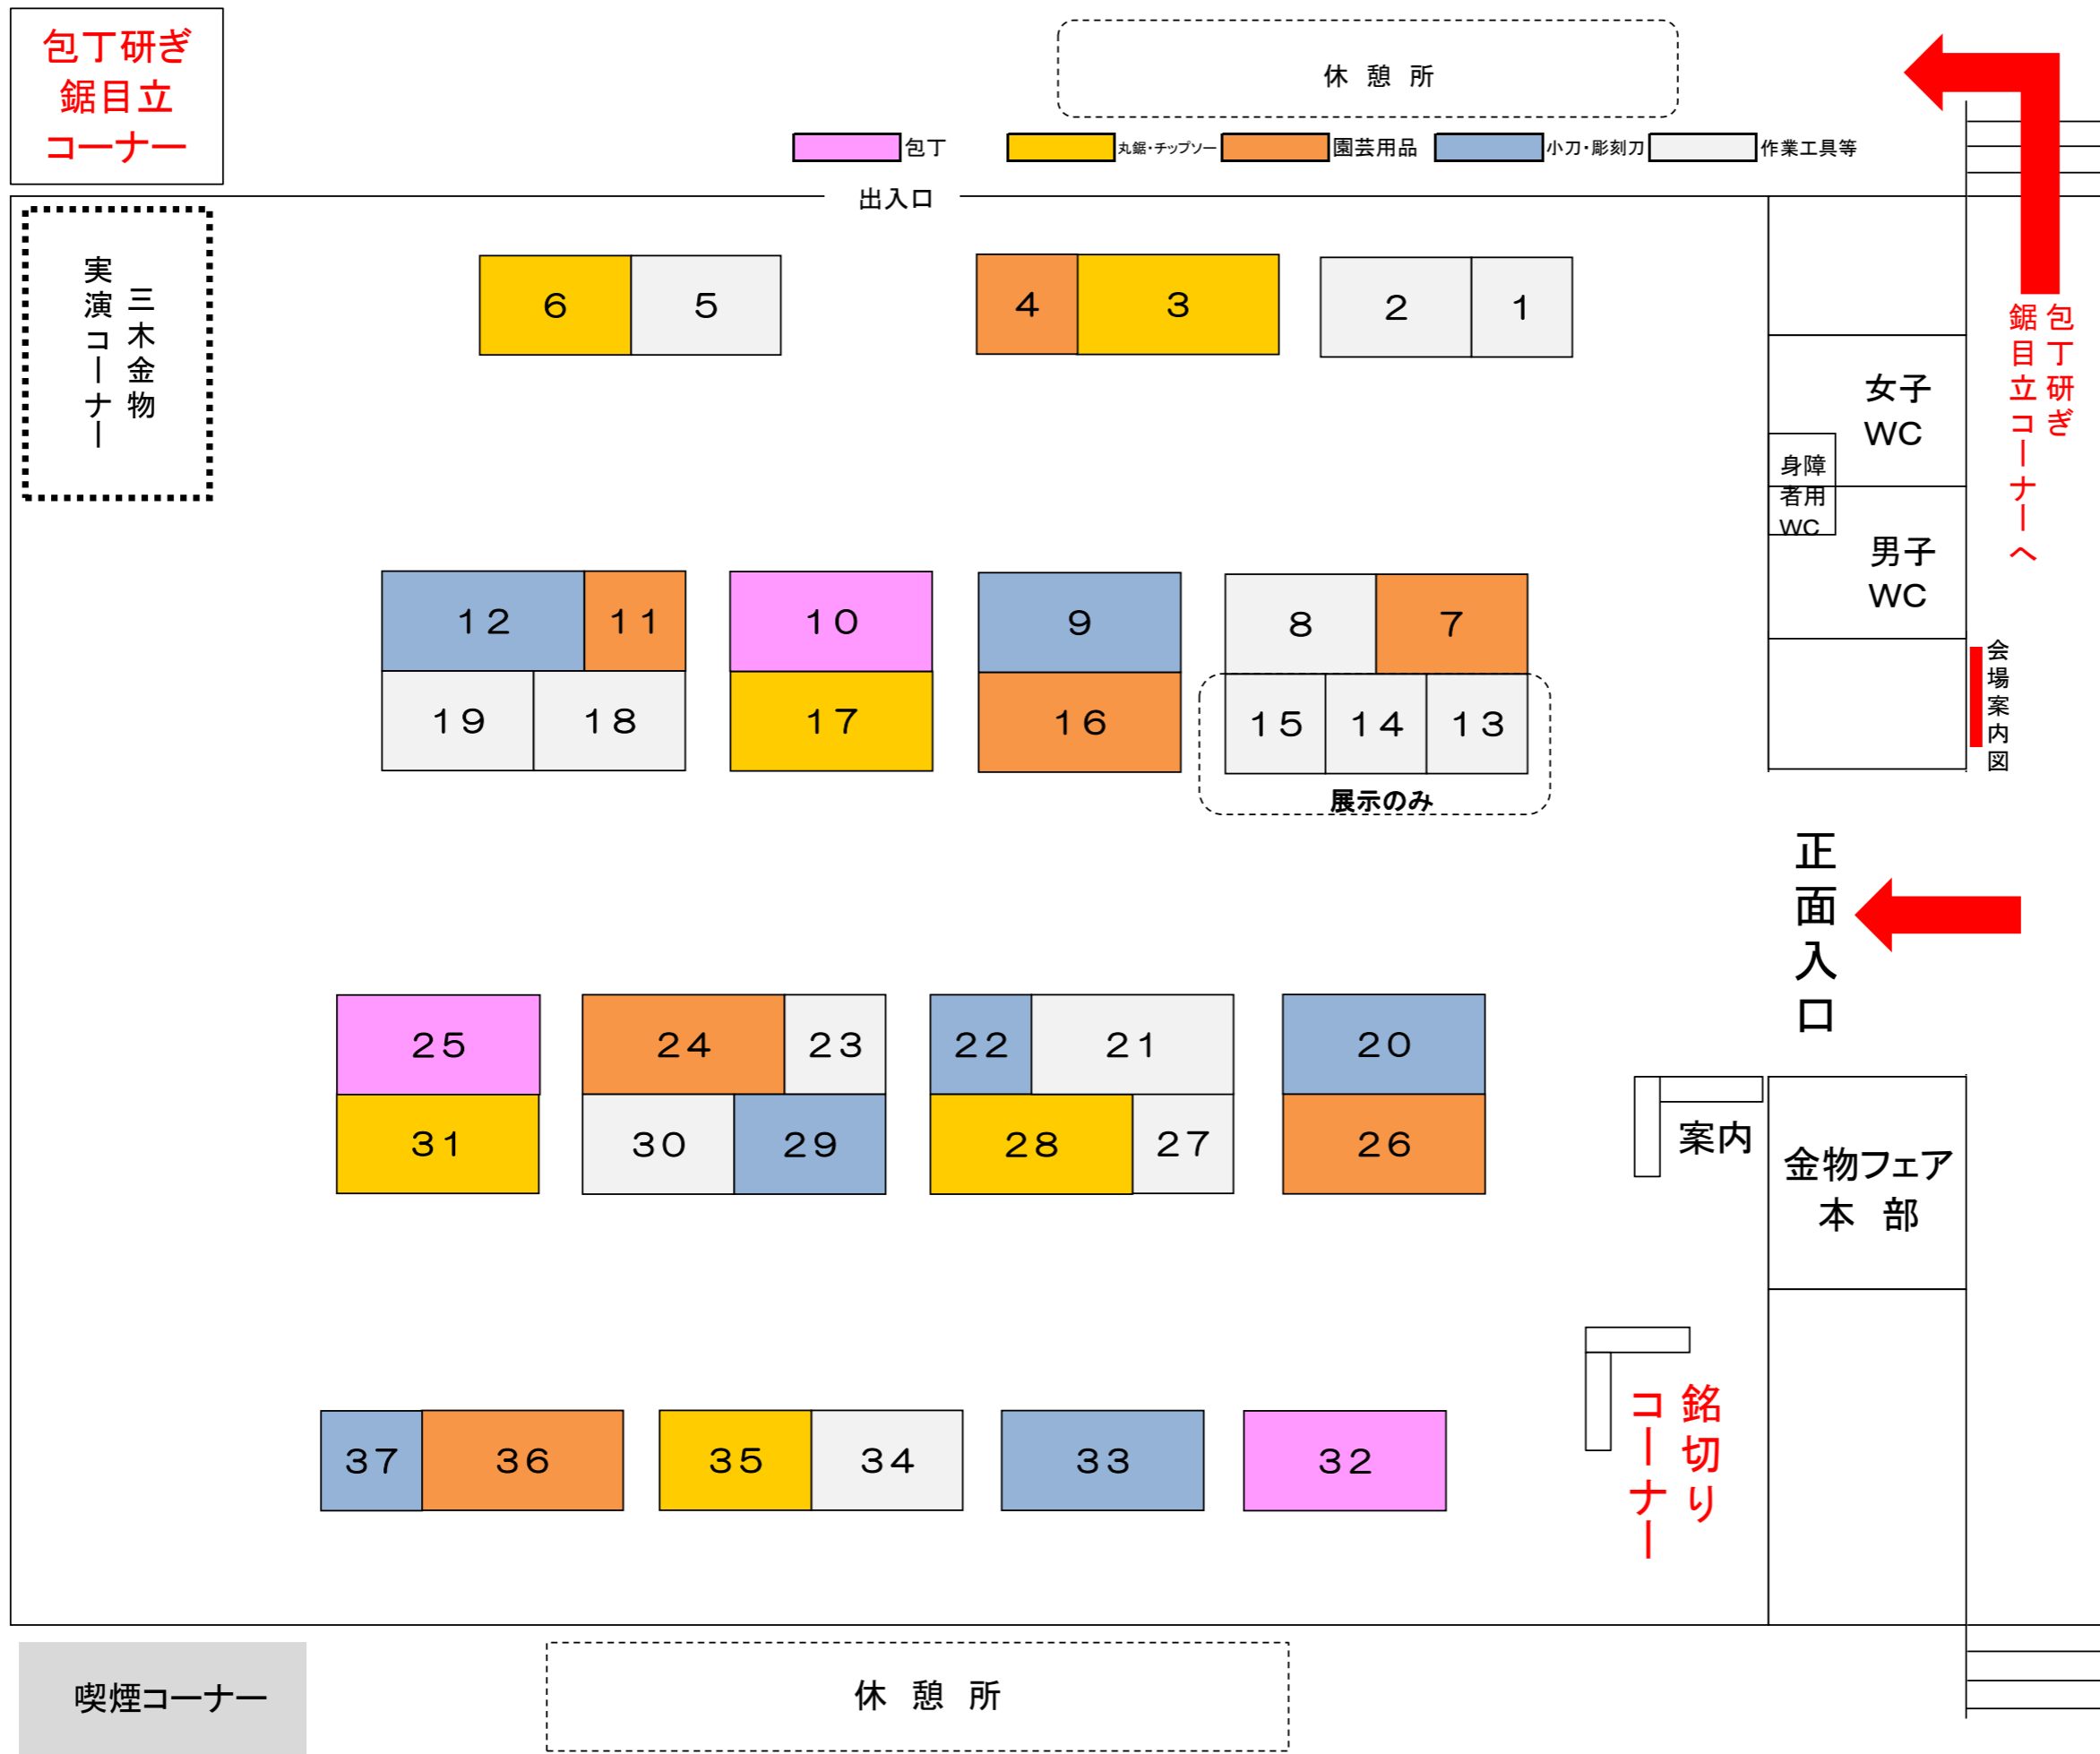 包丁研ぎ
鋸目立
コーナー
休 憩 所
包丁
丸鋸・チップソー
園芸用品
小刀・彫刻刀
作業工具等
出入口
三木金物
実演コーナー
6
5
4
3
2
1
包丁研ぎ
鋸目立コーナーへ
女子
WC
身障
者用
WC
男子
WC
会場案内図
12
11
10
9
8
7
19
18
17
16
15
14
13
展示のみ
正面入口
25
24
23
22
21
20
31
30
29
28
27
26
案内
金物フェア
本 部
銘切り
コーナー
37
36
35
34
33
32
喫煙コーナー
休 憩 所